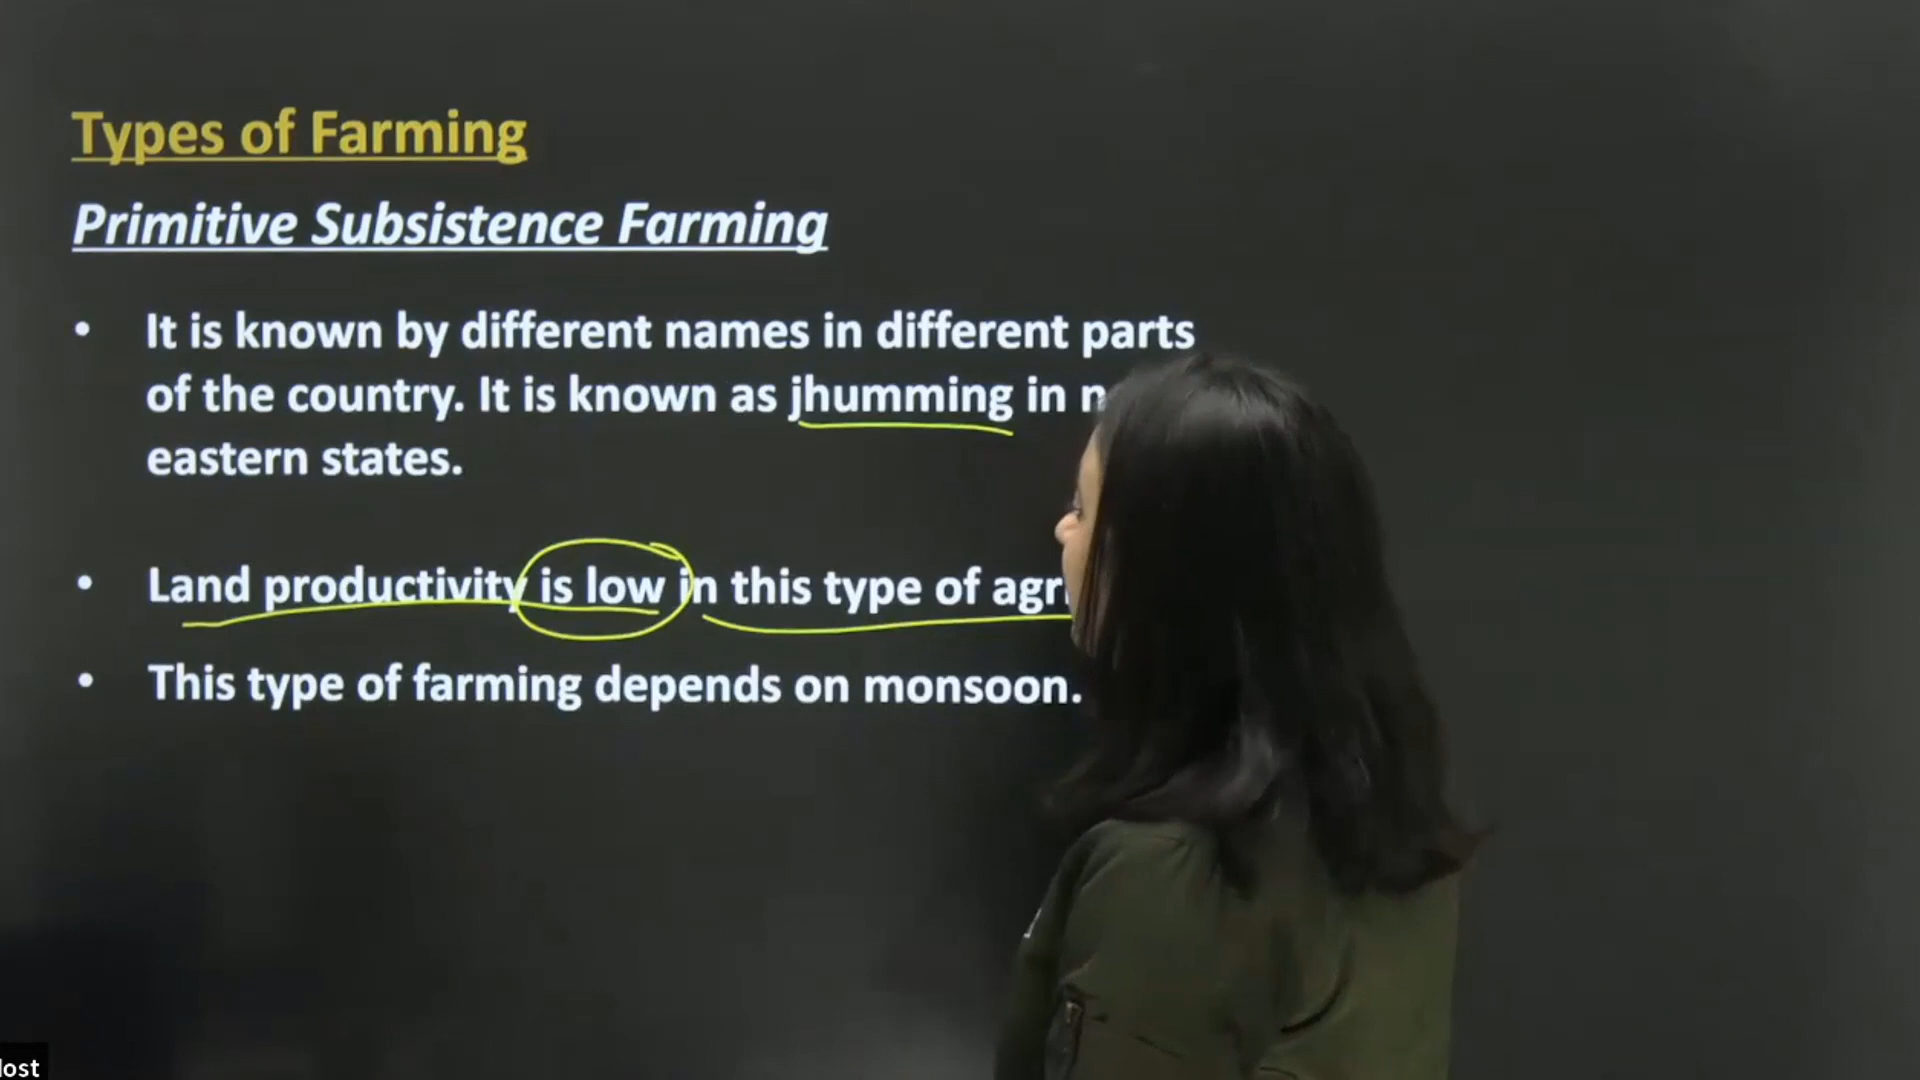 Types of Farming
Primitive Subsistence Farming
• It is known by different names in different parts
of the country. It is known as jhumming in
eastern states.
• Land productivity is low in this type of
• This type of farming depends on monsoon.